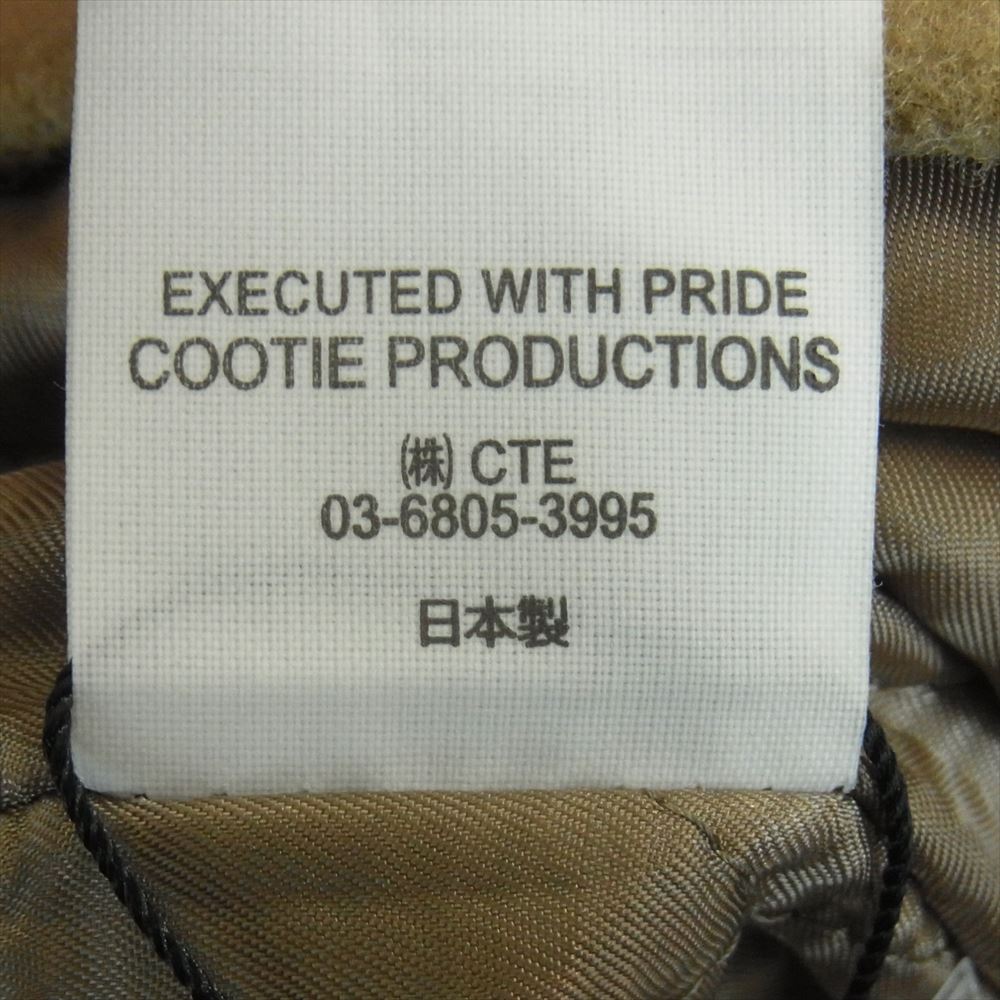 EXECUTED WITH PRIDE
COOTIE PRODUCTIONS
㈱ CTE
03-6805-3995
日本製